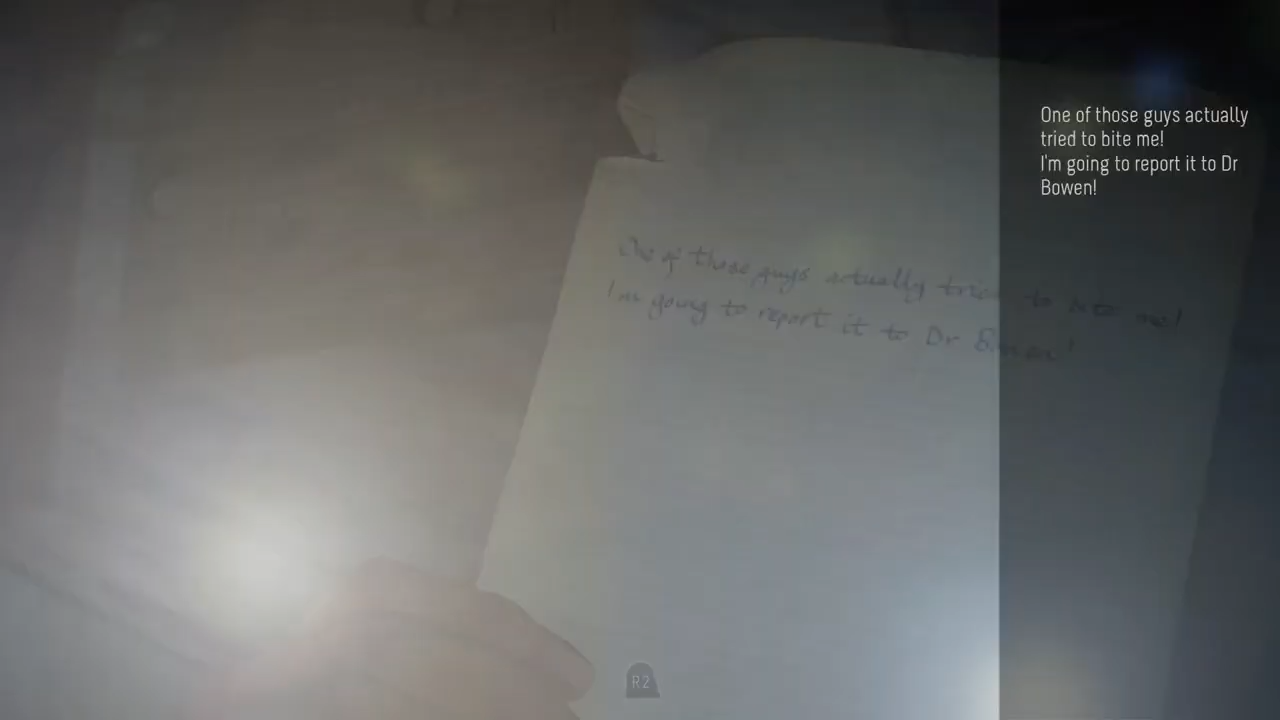 One of those guys actually
tried to bite me!
I'm going to report it to Dr
Bowen!
One of those guys actually tried to bite me!
I'm going to report it to Dr Bowen!
R2